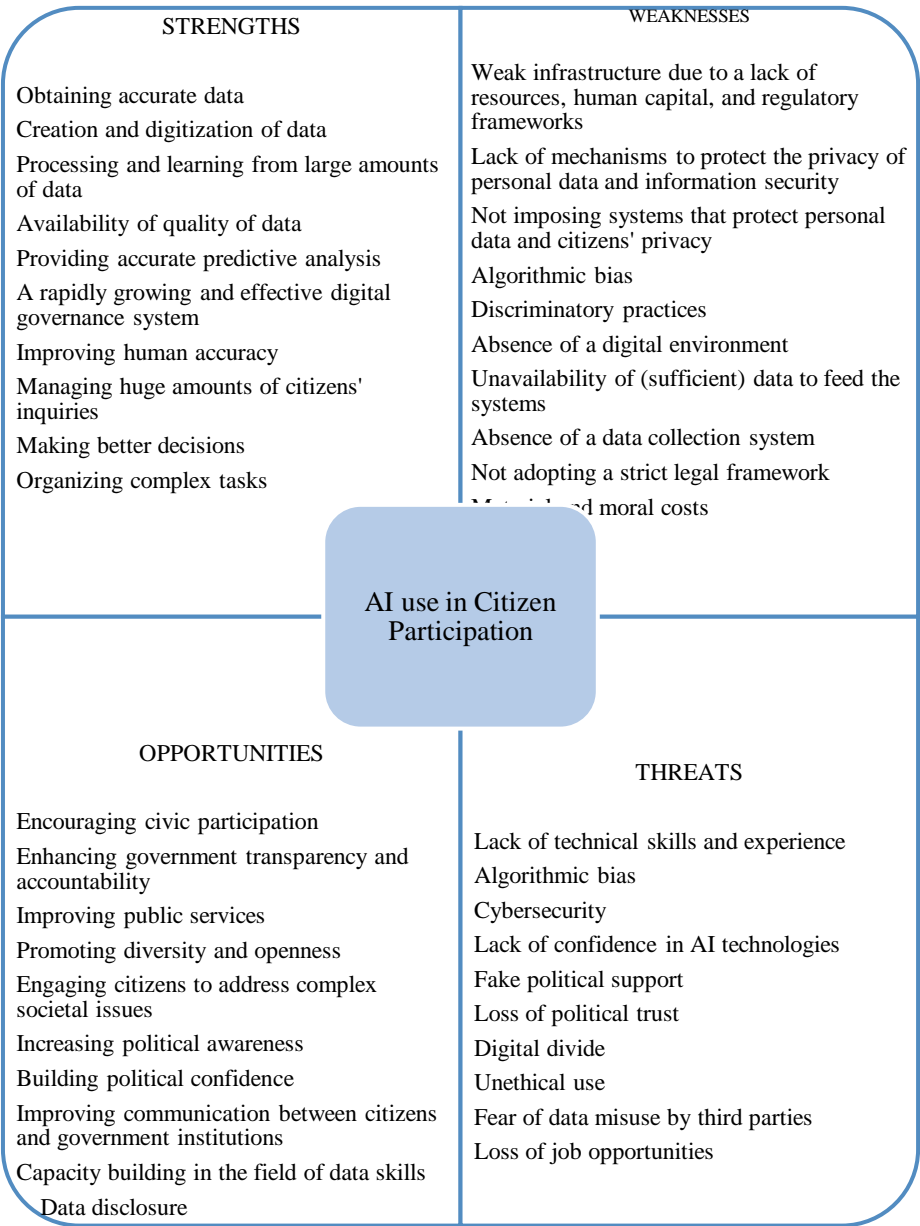 STRENGTHS
Obtaining accurate data
Creation and digitization of data
Processing and learning from large amounts
of data
Availability of quality of data
Providing accurate predictive analysis
A rapidly growing and effective digital
governance system
Improving human accuracy
Managing huge amounts of citizens'
inquiries
Making better decisions
Organizing complex tasks
WEAKNESSES
Weak infrastructure due to a lack of
resources, human capital, and regulatory
frameworks
Lack of mechanisms to protect the privacy of
personal data and information security
Not imposing systems that protect personal
data and citizens' privacy
Algorithmic bias
Discriminatory practices
Absence of a digital environment
Unavailability of (sufficient) data to feed the
systems
Absence of a data collection system
Not adopting a strict legal framework
moral costs
AI use in Citizen
Participation
OPPORTUNITIES
Encouraging civic participation
Enhancing government transparency and
accountability
Improving public services
Promoting diversity and openness
Engaging citizens to address complex
societal issues
Increasing political awareness
Building political confidence
Improving communication between citizens
and government institutions
Capacity building in the field of data skills
Data disclosure
THREATS
Lack of technical skills and experience
Algorithmic bias
Cybersecurity
Lack of confidence in AI technologies
Fake political support
Loss of political trust
Digital divide
Unethical use
Fear of data misuse by third parties
Loss of job opportunities